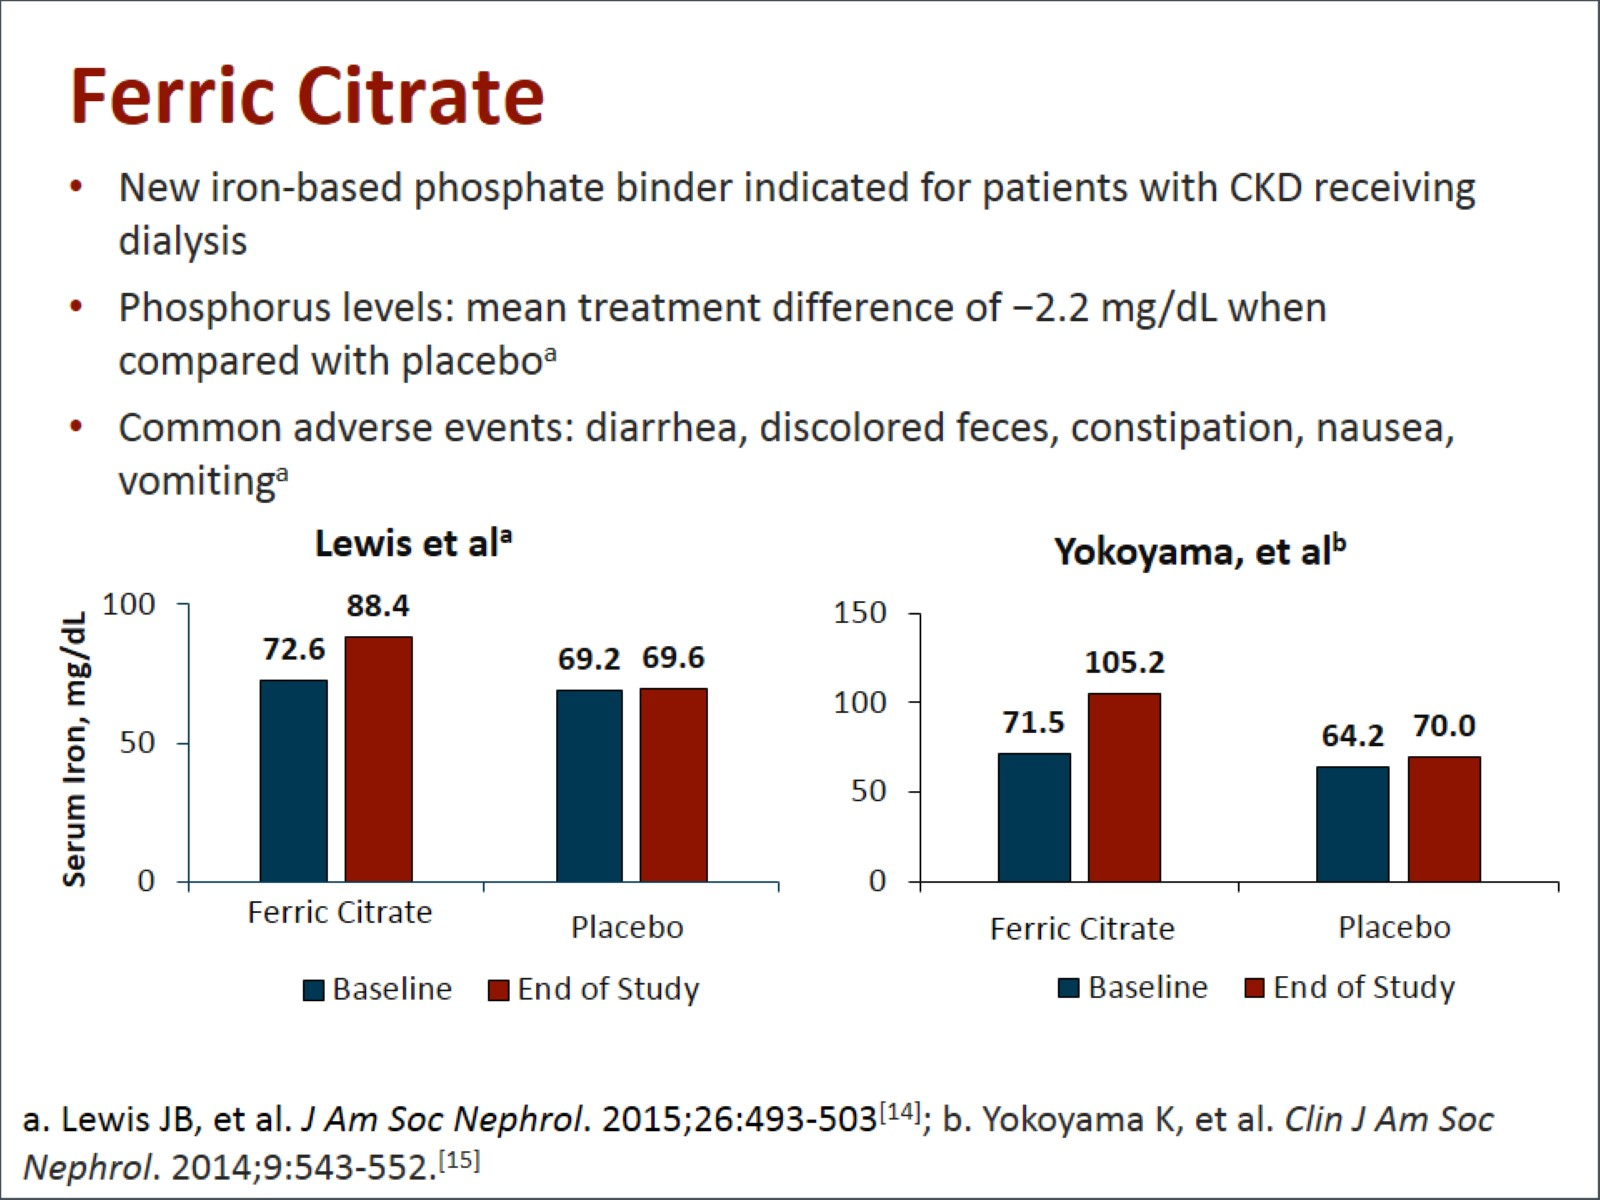 Ferric Citrate
• New iron-based phosphate binder indicated for patients with CKD receiving
dialysis
• Phosphorus levels: mean treatment difference of −2.2 mg/dL when
compared with placeboᵃ
• Common adverse events: diarrhea, discolored feces, constipation, nausea,
vomitingᵃ
Lewis et alᵃ
Serum Iron, mg/dL
100
50
0
72.6
88.4
69.2
69.6
Ferric Citrate
Placebo
Baseline
End of Study
Yokoyama, et alᵇ
150
100
50
0
71.5
105.2
64.2
70.0
Ferric Citrate
Placebo
Baseline
End of Study
a. Lewis JB, et al. J Am Soc Nephrol. 2015;26:493-503[14]; b. Yokoyama K, et al. Clin J Am Soc
Nephrol. 2014;9:543-552.[15]